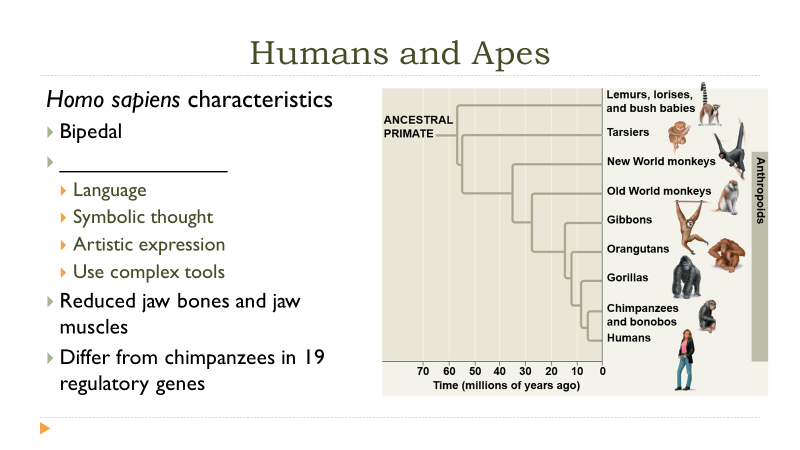 Humans and Apes
Homo sapiens characteristics
Bipedal
________________
Language
Symbolic thought
Artistic expression
Use complex tools
Reduced jaw bones and jaw
muscles
Differ from chimpanzees in 19
regulatory genes
ANCESTRAL
PRIMATE
Lemurs, lorises,
and bush babies
Tarsiers
New World monkeys
Old World monkeys
Gibbons
Orangutans
Gorillas
Chimpanzees
and bonobos
Humans
Anthropoids
70 60 50 40 30 20 10 0
Time (millions of years ago)